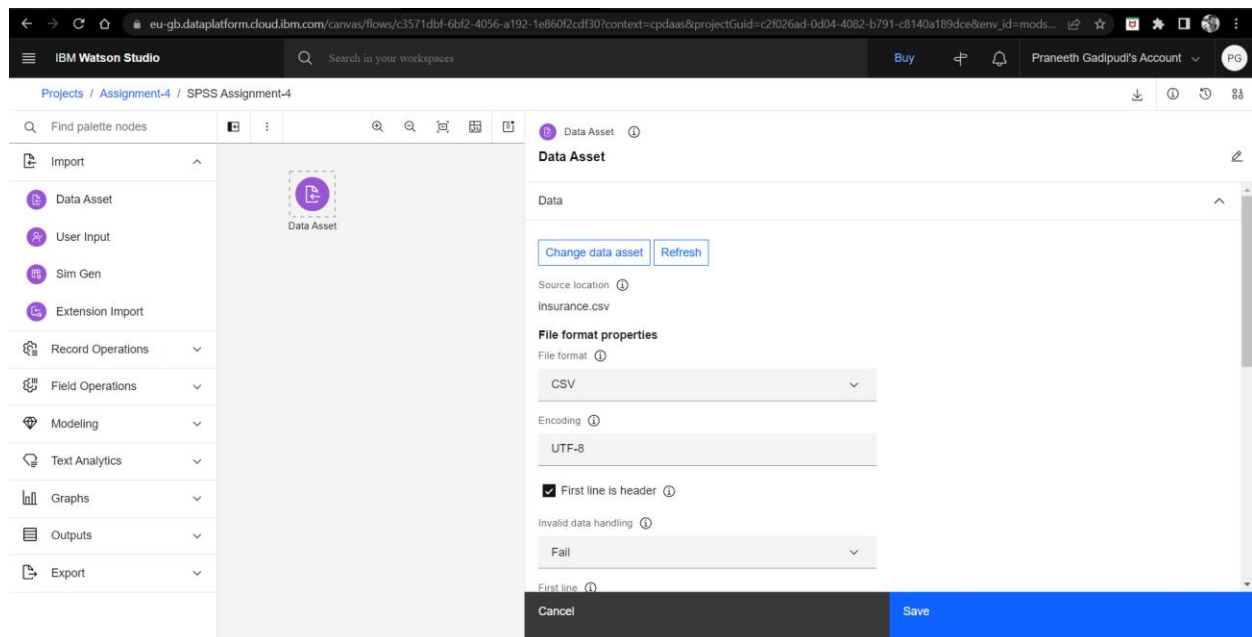 eu-gb.dataplatform.cloud.ibm.com/canvas/flows/c3571dbf-6bf2-4056-a192-1e860f2cdf30?context=cpdaas&projectGuid=c2f026ad-0d04-4082-b791-c8140a189dce&env_id=mods...
IBM Watson Studio
Search in your workspaces
Buy
Praneeth Gadipudi's Account
PG
Projects / Assignment-4 / SPSS Assignment-4
Find palette nodes
Import
Data Asset
User Input
Sim Gen
Extension Import
Record Operations
Field Operations
Modeling
Text Analytics
Graphs
Outputs
Export
Data Asset
Data Asset
Data Asset
Data
Change data asset
Refresh
Source location
insurance.csv
File format properties
File format
CSV
Encoding
UTF-8
First line is header
Invalid data handling
Fail
First line
Cancel
Save